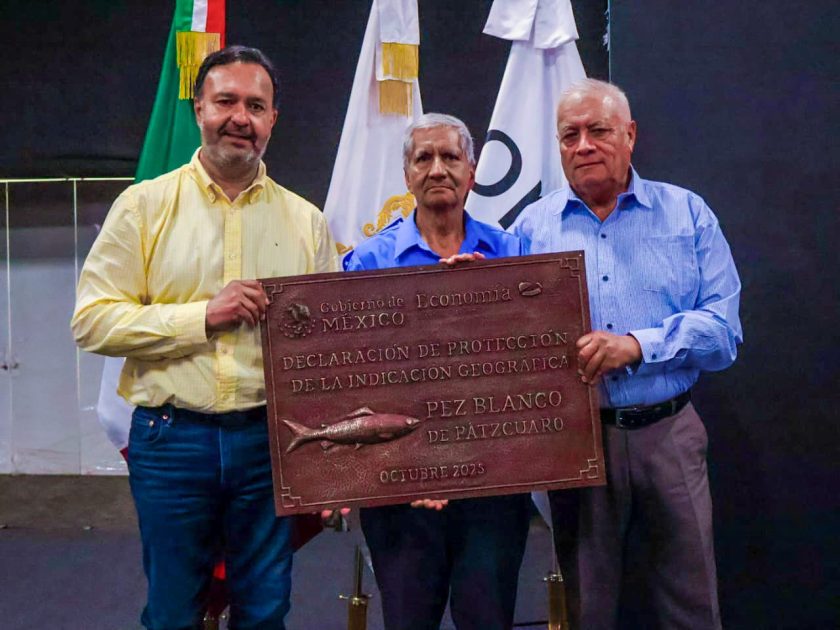 Gobierno de
MÉXICO
Economía
DECLARACIÓN DE PROTECCIÓN
DE LA INDICACIÓN GEOGRÁFICA
PEZ BLANCO
DE PÁTZCUARO
OCTUBRE 2025